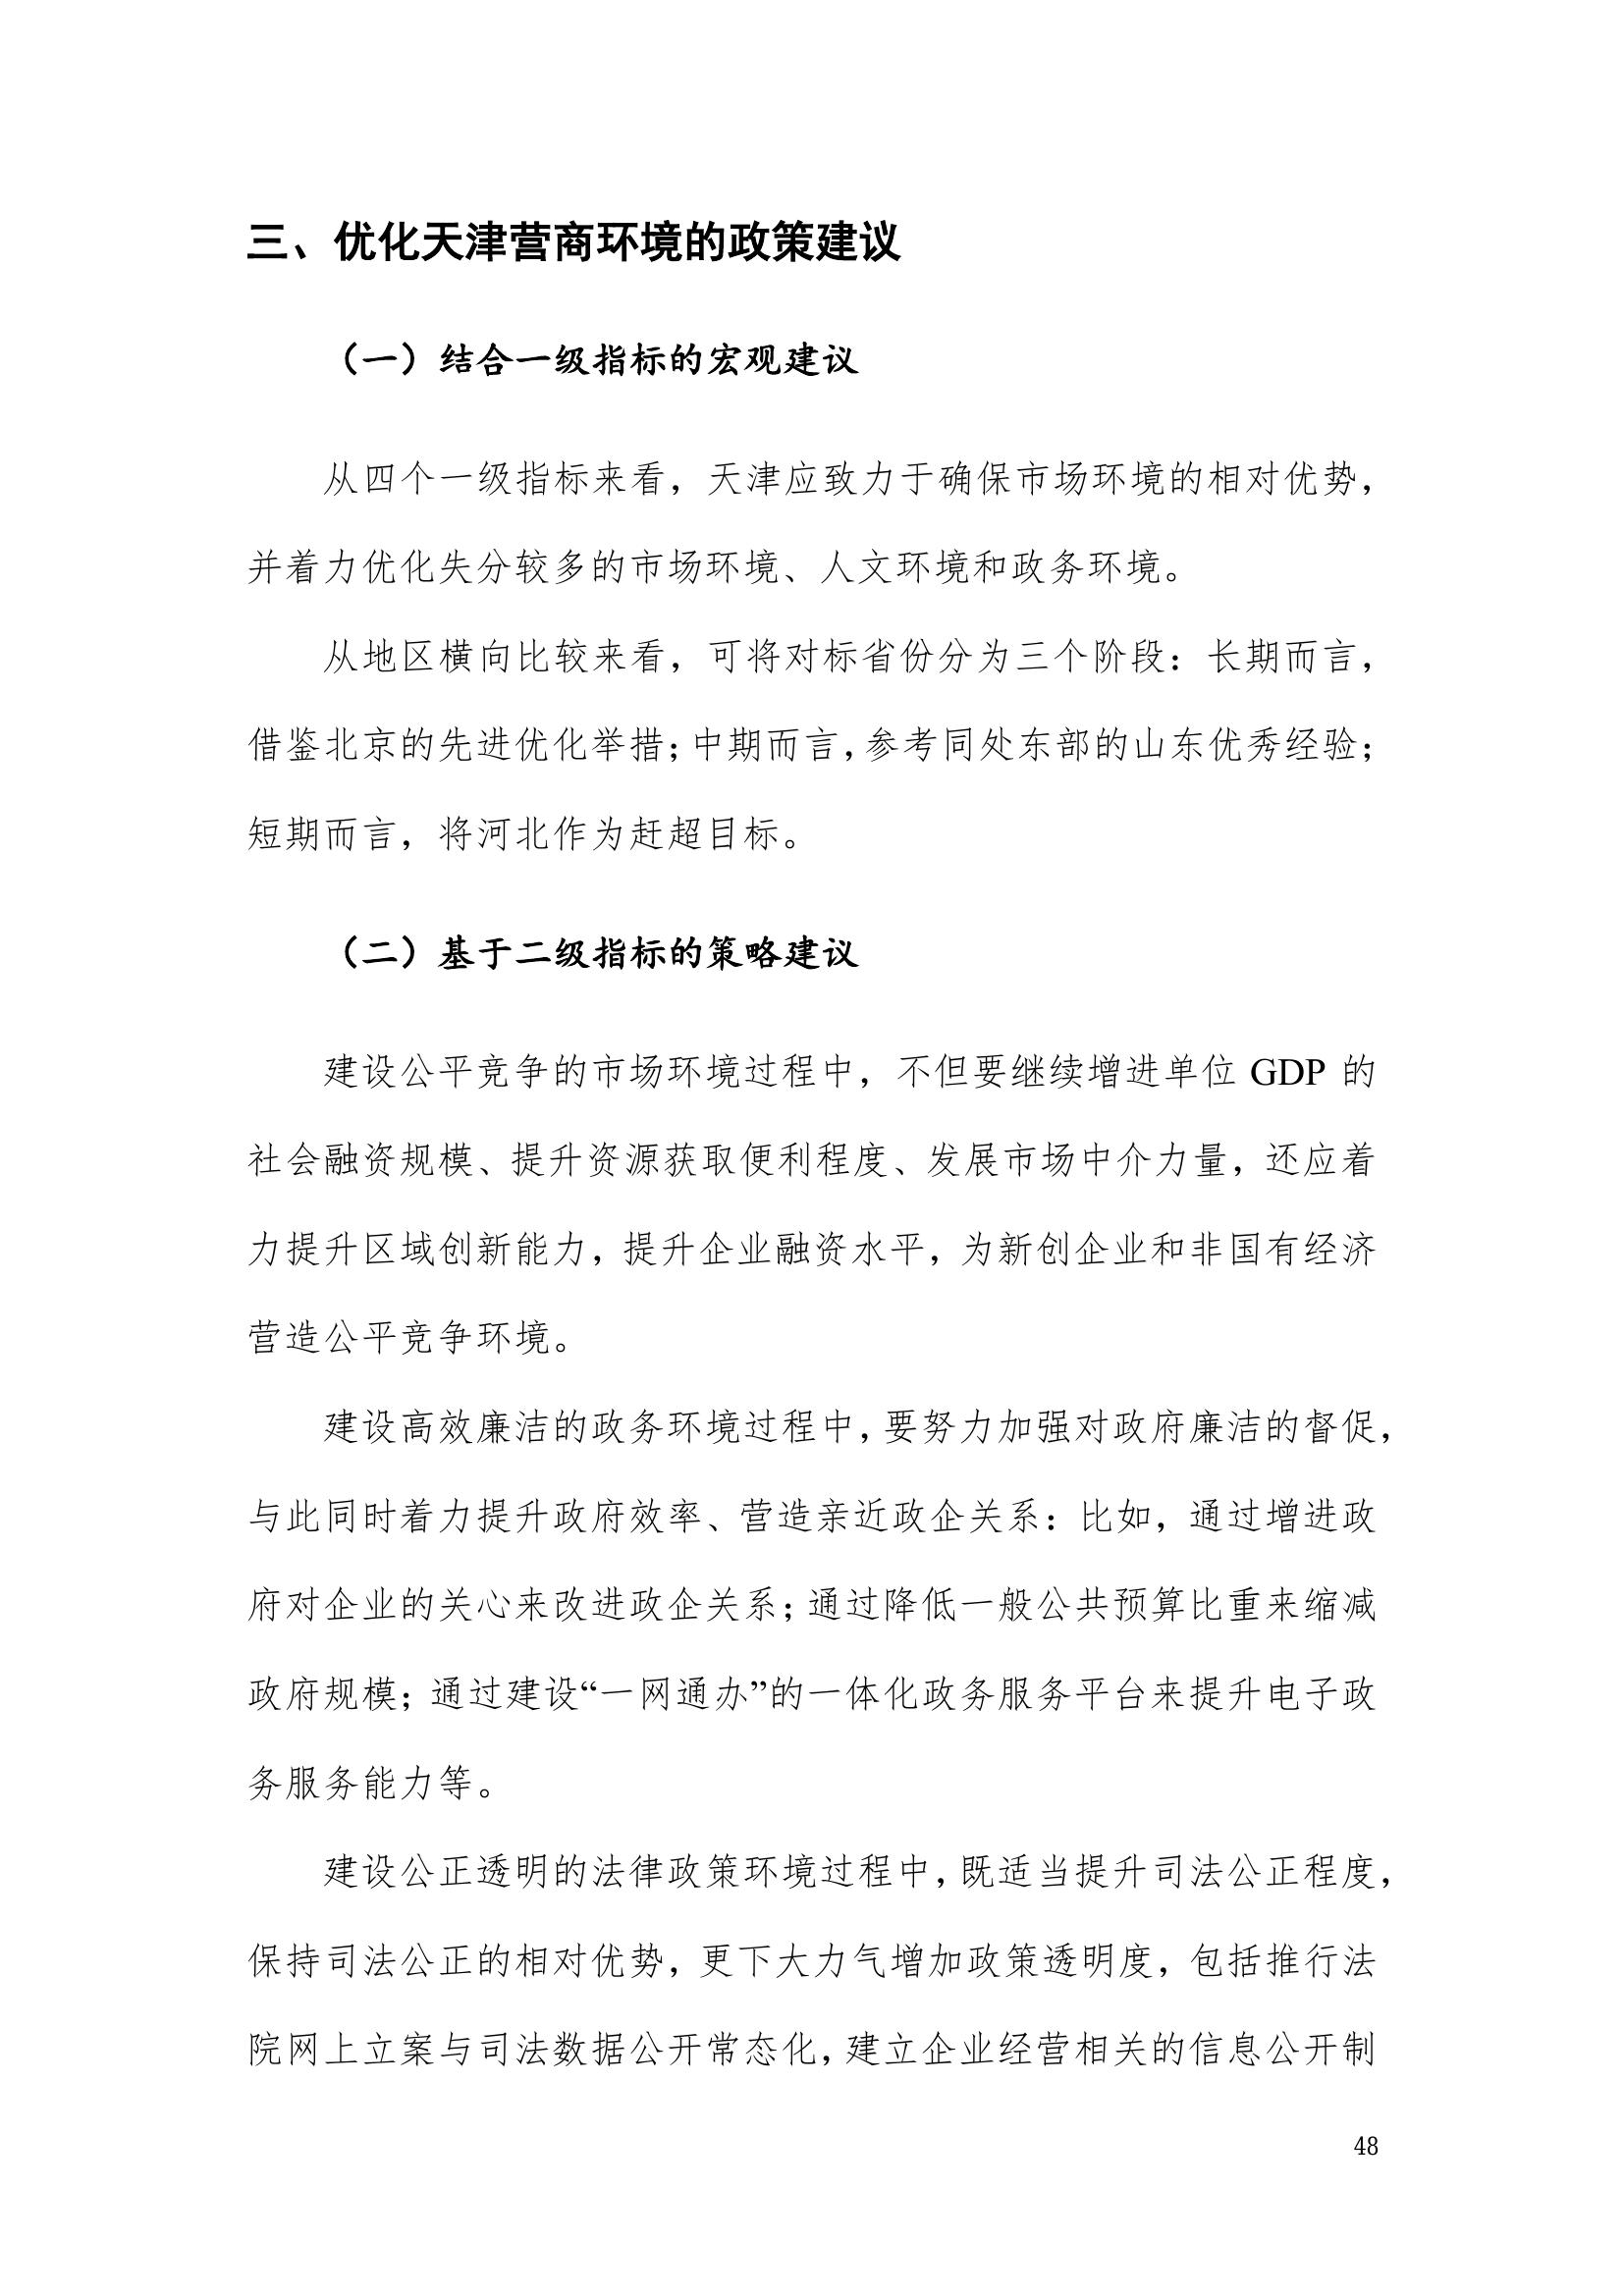 三、优化天津营商环境的政策建议
（一）结合一级指标的宏观建议
从四个一级指标来看，天津应致力于确保市场环境的相对优势，
并着力优化失分较多的市场环境、人文环境和政务环境。
从地区横向比较来看，可将对标省份分为三个阶段：长期而言，
借鉴北京的先进优化举措；中期而言，参考同处东部的山东优秀经验；
短期而言，将河北作为赶超目标。
（二）基于二级指标的策略建议
建设公平竞争的市场环境过程中，不但要继续增进单位 GDP 的
社会融资规模、提升资源获取便利程度、发展市场中介力量，还应着
力提升区域创新能力，提升企业融资水平，为新创企业和非国有经济
营造公平竞争环境。
建设高效廉洁的政务环境过程中，要努力加强对政府廉洁的督促，
与此同时着力提升政府效率、营造亲近政企关系：比如，通过增进政
府对企业的关心来改进政企关系；通过降低一般公共预算比重来缩减
政府规模；通过建设“一网通办”的一体化政务服务平台来提升电子政
务服务能力等。
建设公正透明的法律政策环境过程中，既适当提升司法公正程度，
保持司法公正的相对优势，更下大力气增加政策透明度，包括推行法
院网上立案与司法数据公开常态化，建立企业经营相关的信息公开制
48